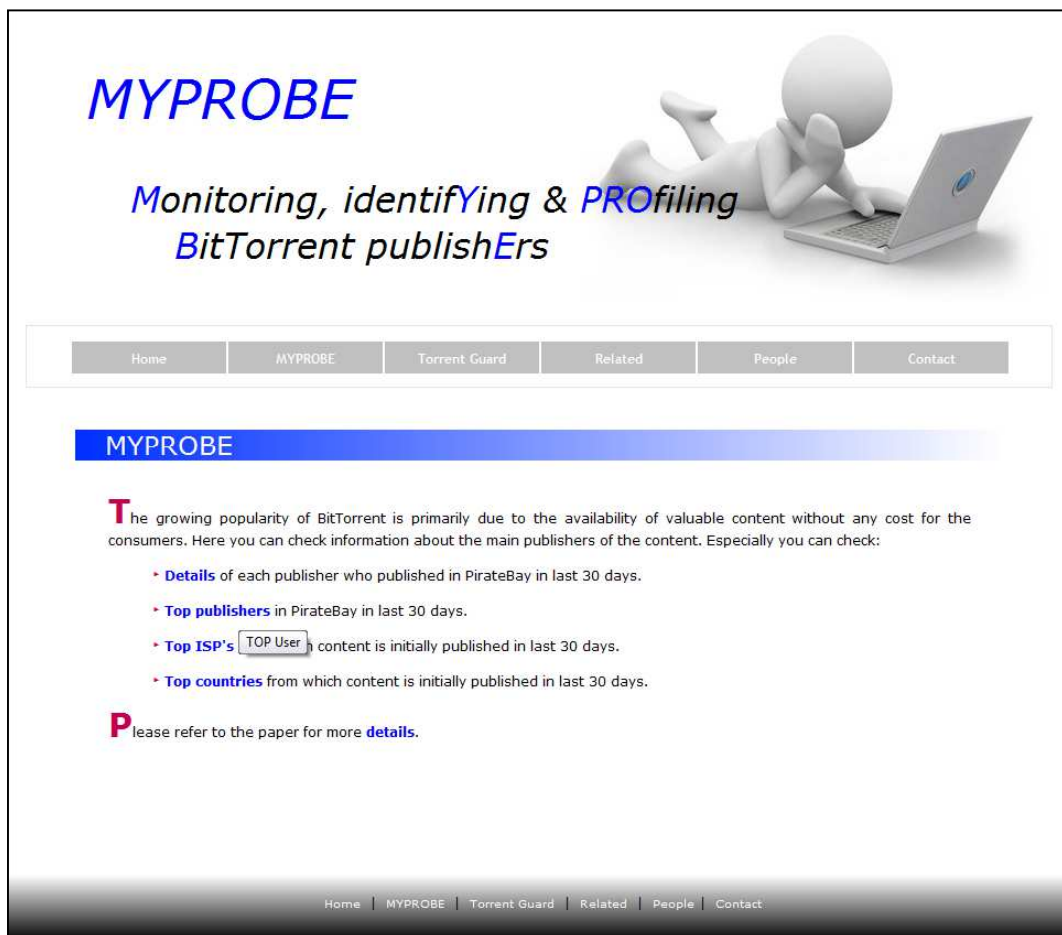 MYPROBE
Monitoring, identifYing & PROfiling
BitTorrent publishErs
Home MYPROBE Torrent Guard Related People Contact
MYPROBE
The growing popularity of BitTorrent is primarily due to the availability of valuable content without any cost for the
consumers. Here you can check information about the main publishers of the content. Especially you can check:
Details of each publisher who published in PirateBay in last 30 days.
Top publishers in PirateBay in last 30 days.
Top ISP's TOP User content is initially published in last 30 days.
Top countries from which content is initially published in last 30 days.
Please refer to the paper for more details.
Home | MYPROBE | Torrent Guard | Related | People | Contact